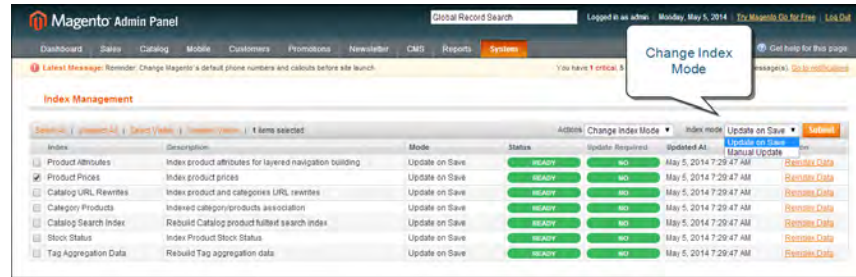 Magento Admin Panel
Global Record Search
Logged in as admin | Monday, May 5, 2014 | Try Magento Go for Free | Log Out
Dashboard Sales Catalog Mobile Customers Promotions Newsletter CMS Reports System
Get help for this page
Change Index
Mode
Latest Message: Reminder: Change Magento's default phone numbers and callouts before site launch
You have 1 critical, 5
message(s). Go to notifications
Index Management
Select All | Unselect All | Select Visible | Unselect Visible | 1 items selected
Actions Change Index Mode Index mode Update on Save Submit
Update on Save
Manual Update
Index Description Mode Status Update Required Updated At
Product Attributes Index product attributes for layered navigation building Update on Save READY NO May 5, 2014 7:29:47 AM Reindex Data
Product Prices Index product prices Update on Save READY NO May 5, 2014 7:29:47 AM Reindex Data
Catalog URL Rewrites Index product and categories URL rewrites Update on Save READY NO May 5, 2014 7:29:47 AM Reindex Data
Category Products Indexed category/products association Update on Save READY NO May 5, 2014 7:29:47 AM Reindex Data
Catalog Search Index Rebuild Catalog product fulltext search index Update on Save READY NO May 5, 2014 7:29:47 AM Reindex Data
Stock Status Index Product Stock Status Update on Save READY NO May 5, 2014 7:29:47 AM Reindex Data
Tag Aggregation Data Rebuild Tag aggregation data Update on Save READY NO May 5, 2014 7:29:47 AM Reindex Data